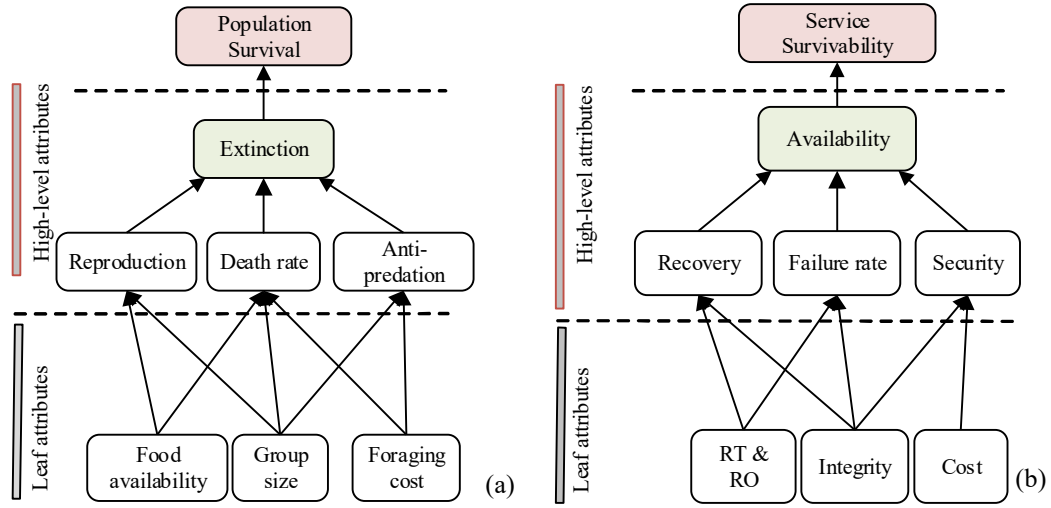 Population
Survival
High-level attributes
Extinction
Reproduction
Death rate
Anti-
predation
Leaf attributes
Food
availability
Group
size
Foraging
cost
(a)
Service
Survivability
High-level attributes
Availability
Recovery
Failure rate
Security
Leaf attributes
RT &
RO
Integrity
Cost
(b)